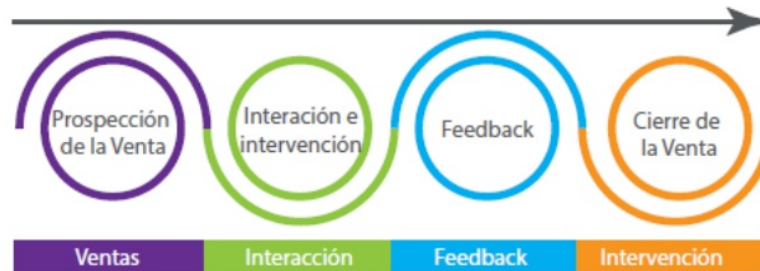 Prospección
de la Venta
Interación e
intervención
Feedback
Cierre de
la Venta
Ventas
Interacción
Feedback
Intervención